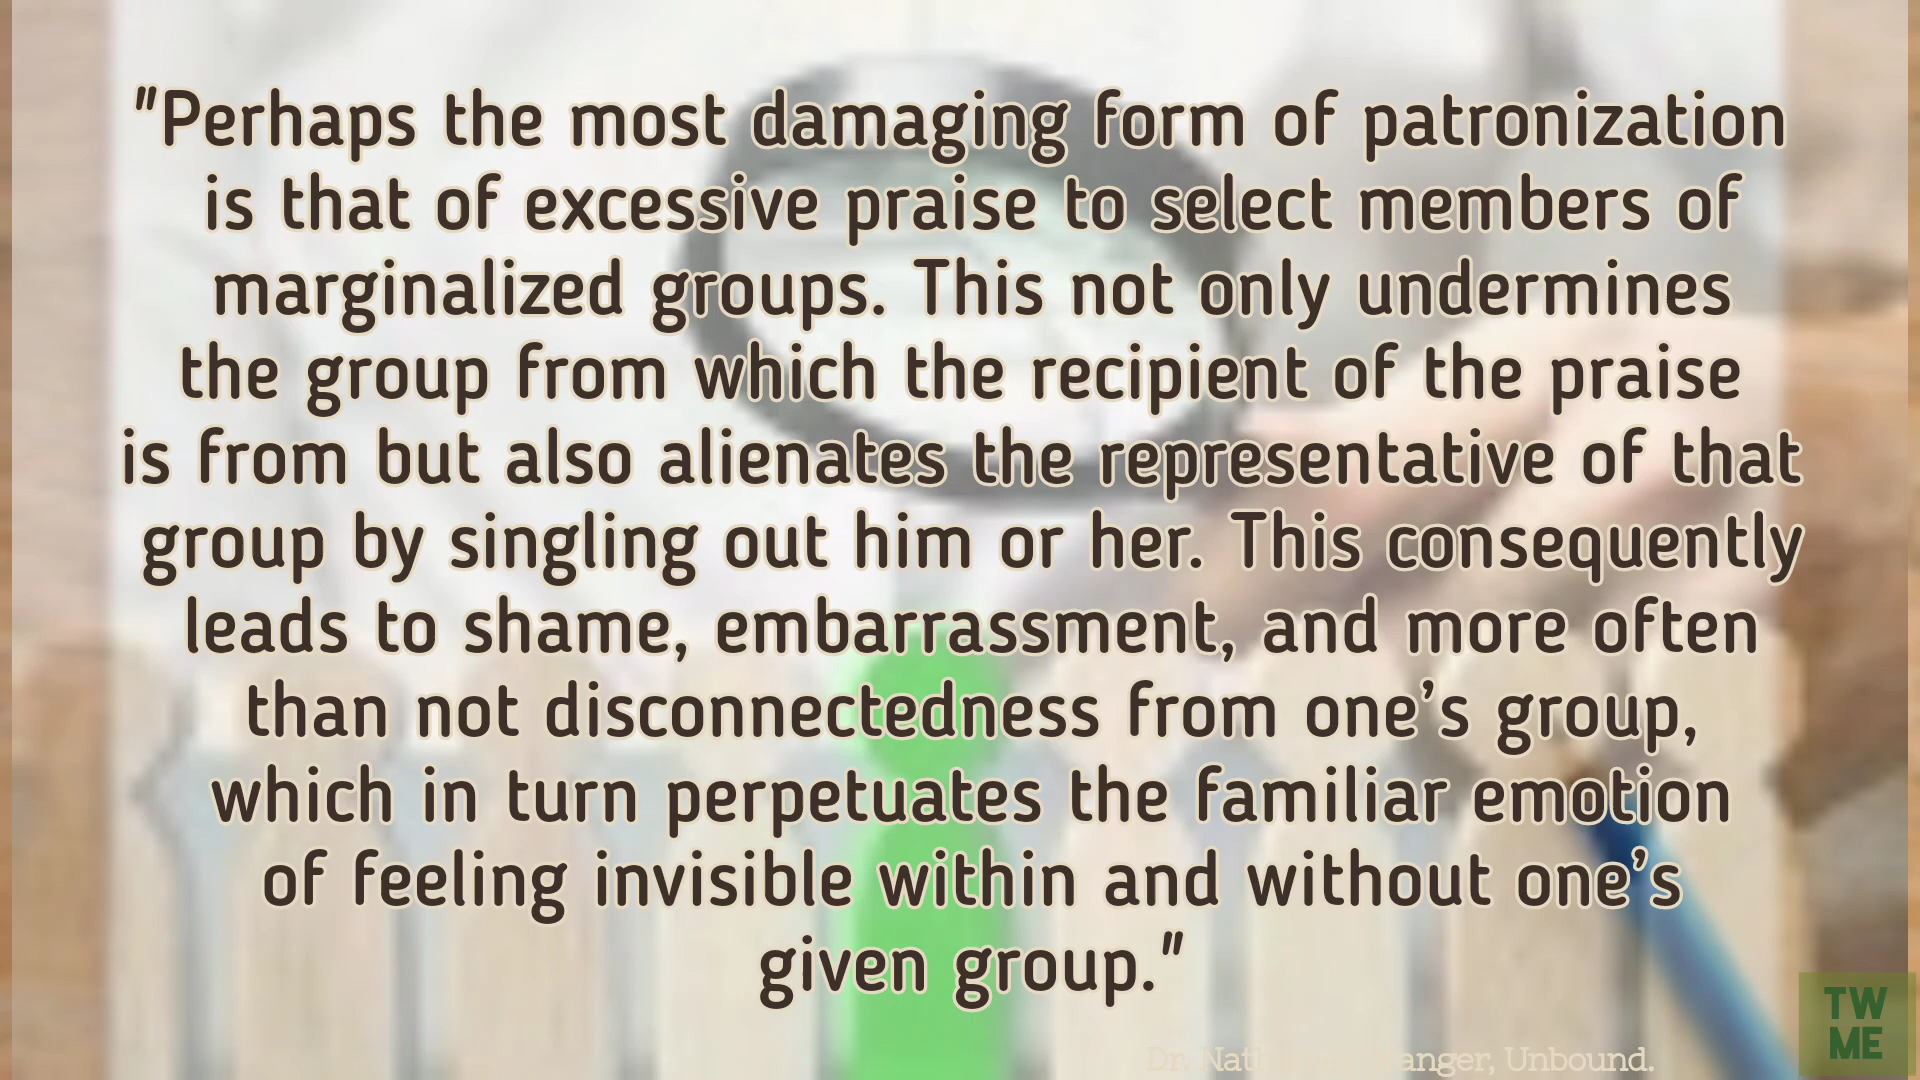 "Perhaps the most damaging form of patronization
is that of excessive praise to select members of
marginalized groups. This not only undermines
the group from which the recipient of the praise
is from but also alienates the representative of that
group by singling out him or her. This consequently
leads to shame, embarrassment, and more often
than not disconnectedness from one’s group,
which in turn perpetuates the familiar emotion
of feeling invisible within and without one’s
given group."
Dr. Unbound.
TW
ME